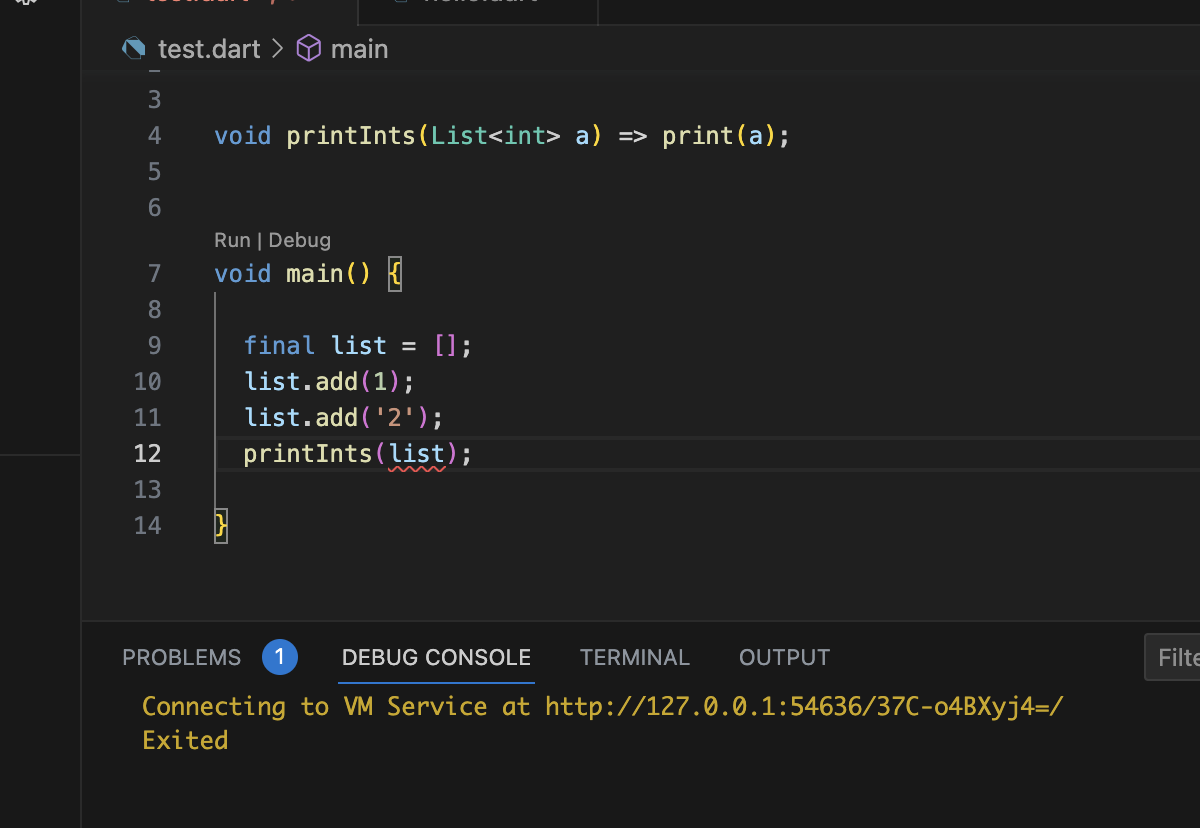 test.dart > main
3
4 void printInts(List<int> a) => print(a);
5
6
Run | Debug
7 void main() {
8
9 final list = [];
10 list.add(1);
11 list.add('2');
12 printInts(list);
13
14 }
PROBLEMS 1 DEBUG CONSOLE TERMINAL OUTPUT Filte
Connecting to VM Service at http://127.0.0.1:54636/37C-o4BXyj4=/
Exited